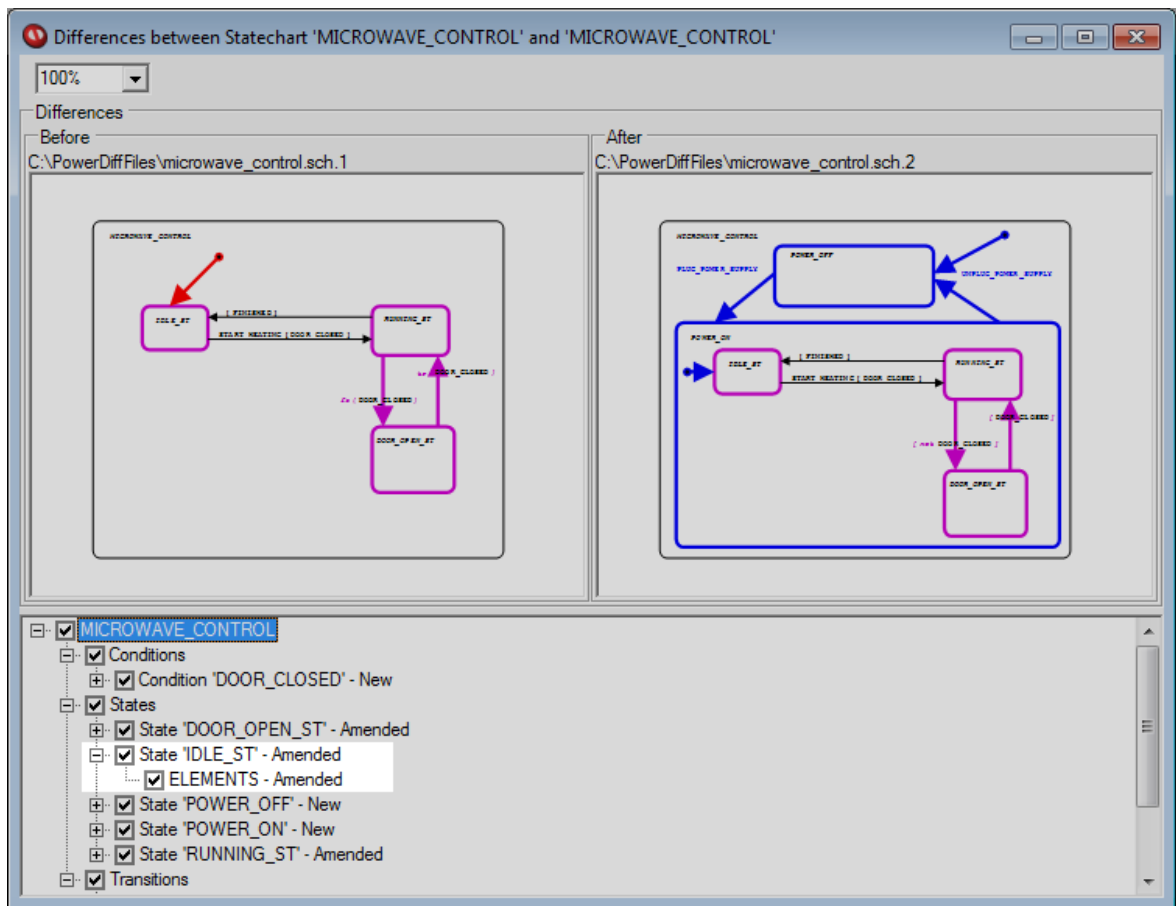 Differences between Statechart 'MICROWAVE_CONTROL' and 'MICROWAVE_CONTROL'
100%
Differences
Before
C:\PowerDiffFiles\microwave_control.sch.1
MICROWAVE_CONTROL
IDLE_ST
[ FINISHED ]
START_HEATING [ DOOR_CLOSED ]
RUNNING_ST
DOOR_CLOSED ]
DOOR_CLOSED ]
DOOR_OPEN_ST
After
C:\PowerDiffFiles\microwave_control.sch.2
MICROWAVE_CONTROL
POWER_OFF
PLUG_POWER_SUPPLY
UNPLUG_POWER_SUPPLY
POWER_ON
IDLE_ST
[ FINISHED ]
START_HEATING [ DOOR_CLOSED ]
RUNNING_ST
[ DOOR_CLOSED ]
[ not DOOR_CLOSED ]
DOOR_OPEN_ST
MICROWAVE_CONTROL
Conditions
Condition 'DOOR_CLOSED' - New
States
State 'DOOR_OPEN_ST' - Amended
State 'IDLE_ST' - Amended
ELEMENTS - Amended
State 'POWER_OFF' - New
State 'POWER_ON' - New
State 'RUNNING_ST' - Amended
Transitions